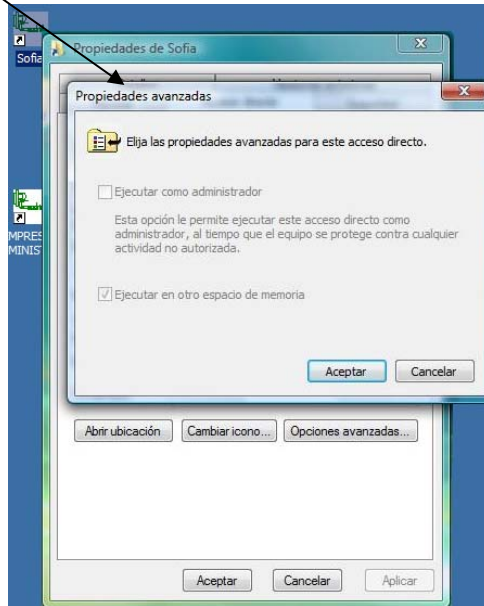 Sofia
Propiedades de Sofia
Propiedades avanzadas
Elija las propiedades avanzadas para este acceso directo.
Ejecutar como administrador
Esta opción le permite ejecutar este acceso directo como
administrador, al tiempo que el equipo se protege contra cualquier
actividad no autorizada.
MPRES
MINIS
Ejecutar en otro espacio de memoria
Aceptar Cancelar
Abrir ubicación Cambiar icono... Opciones avanzadas...
Aceptar Cancelar Aplicar